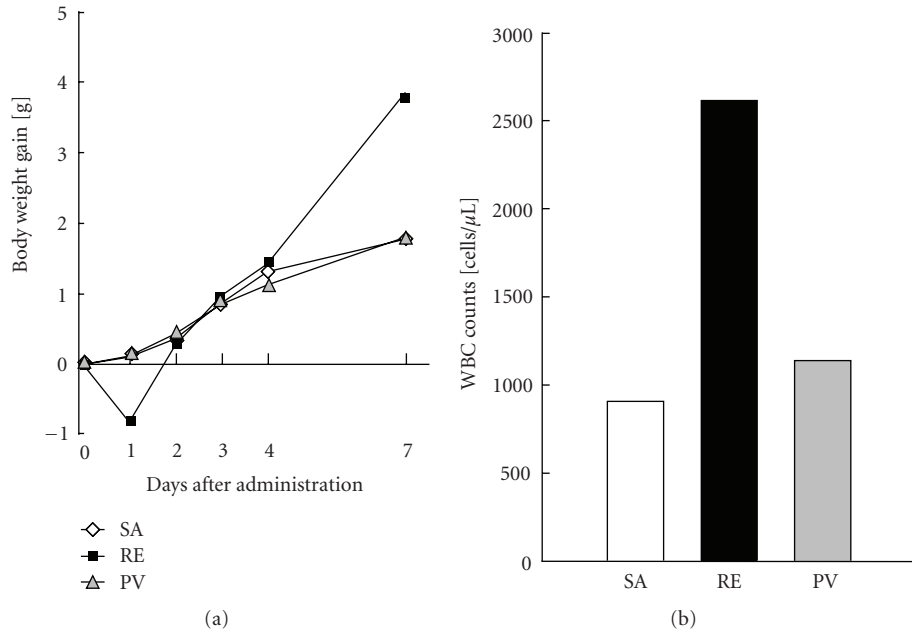 5
4
3
2
1
0
−1
Body weight gain [g]
0 1 2 3 4 7
Days after administration
SA
RE
PV
(a)
3000
2500
2000
1500
1000
500
0
WBC counts [cells/μL]
SA RE PV
(b)